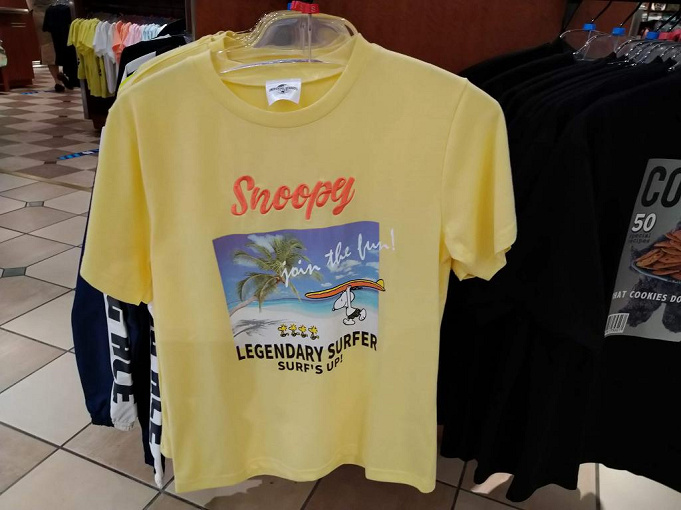 Snoopy
join the fun!
LEGENDARY SURFER
SURF'S UP!
CO
50
HAT COOKIES DO